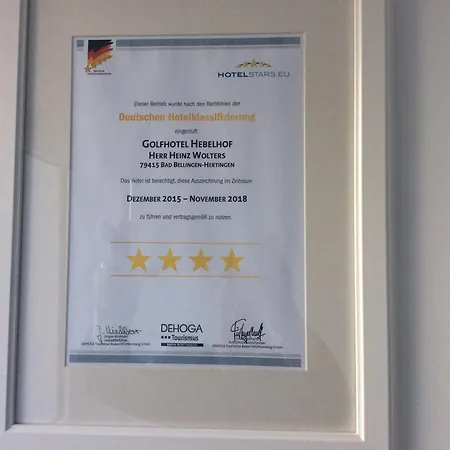 HOTELSTARS.EU
Dieser Betrieb wurde nach den Richtlinien der
Deutschen Hotelklassifizierung
eingestuft
GOLFHOTEL HEBELHOF
HERR HEINZ WOLTERS
79415 BAD BELLINGEN-HERTINGEN
Das Hotel ist berechtigt, diese Auszeichnung im Zeitraum
DEZEMBER 2015 – NOVEMBER 2018
zu führen und vertragsgemäß zu nutzen.
DEHOGA
Tourismus